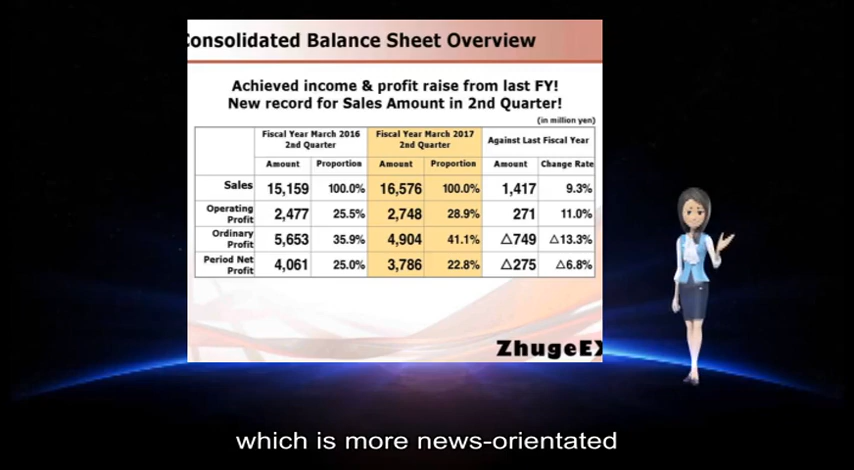 onsolidated Balance Sheet Overview
Achieved income & profit raise from last FY!
New record for Sales Amount in 2nd Quarter!
(in million yen)
Fiscal Year March 2016 2nd Quarter Fiscal Year March 2017 2nd Quarter Against Last Fiscal Year
Amount Proportion Amount Proportion Amount Change Rate
Sales 15,159 100.0% 16,576 100.0% 1,417 9.3%
Operating Profit 2,477 25.5% 2,748 28.9% 271 11.0%
Ordinary Profit 5,653 35.9% 4,904 41.1% △749 △13.3%
Period Net Profit 4,061 25.0% 3,786 22.8% △275 △6.8%
ZhugeEX
which is more news-orientated